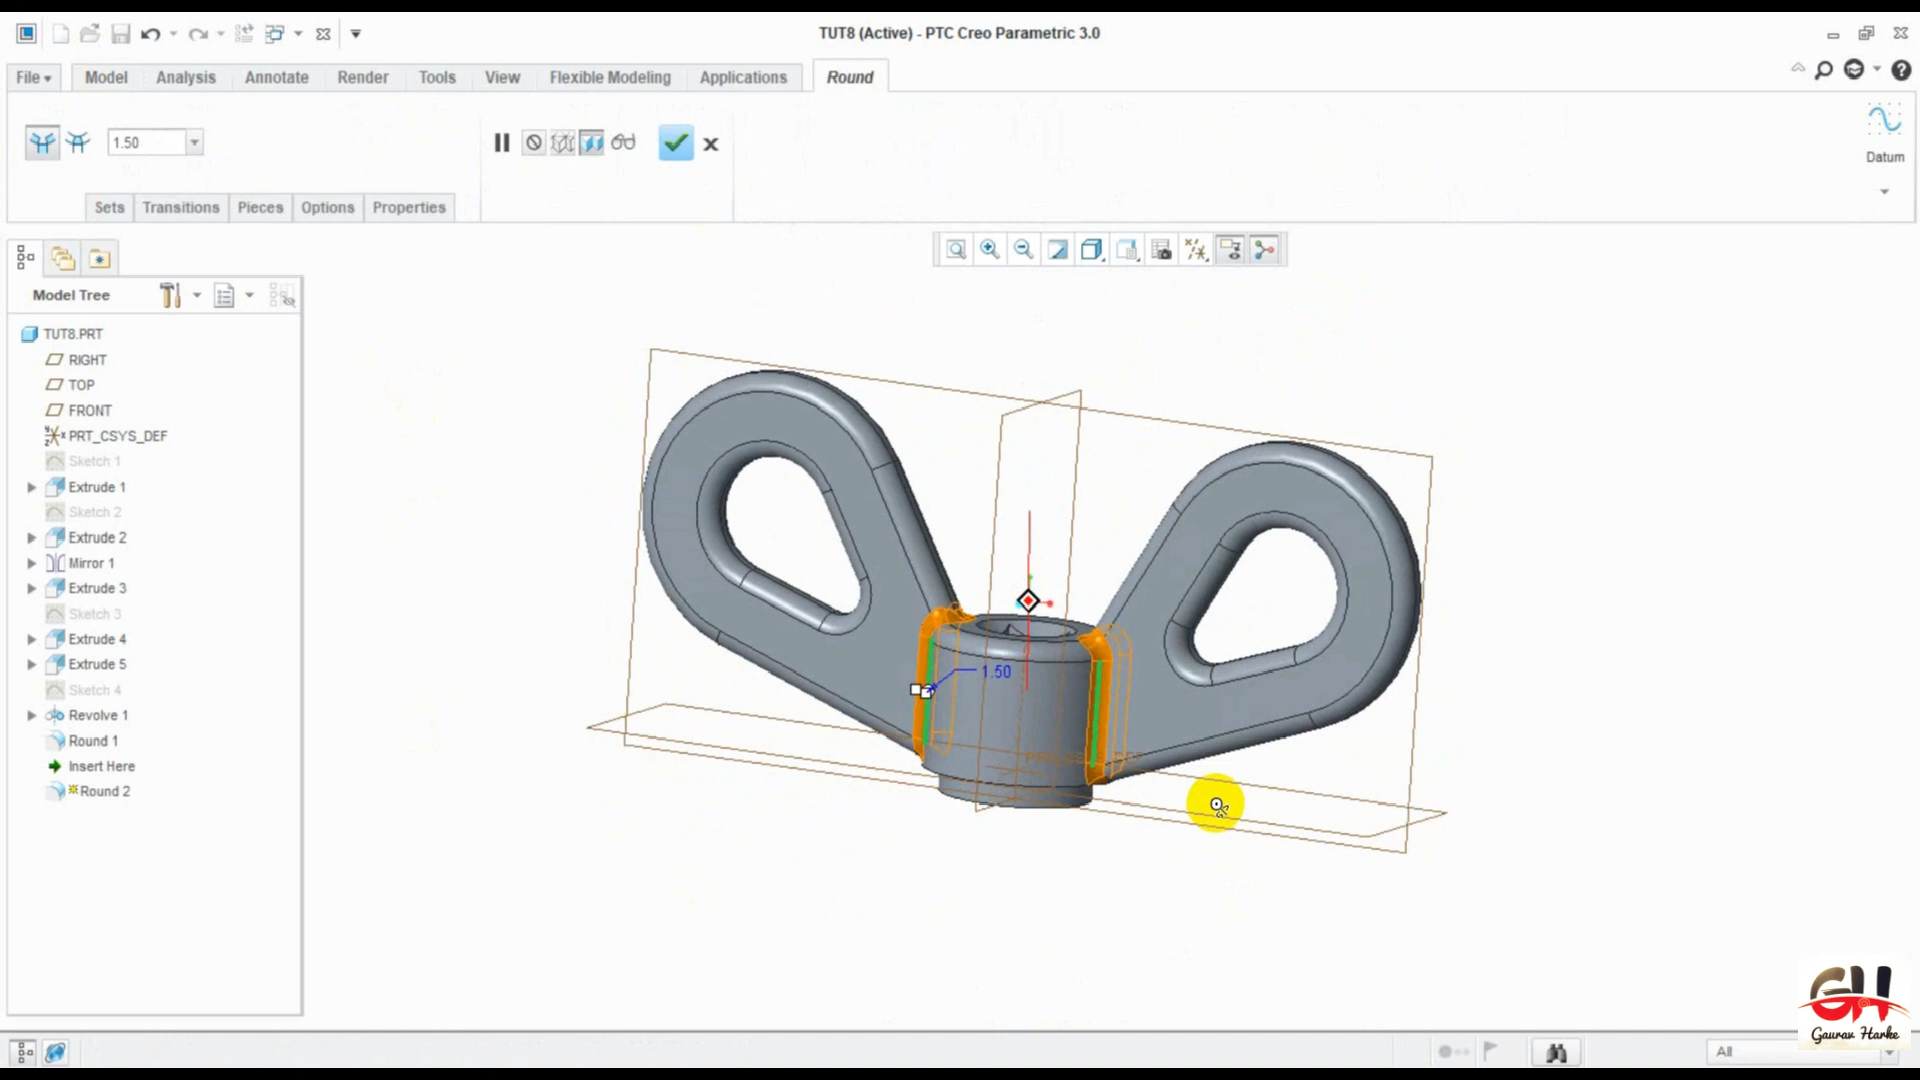 TUT8 (Active) - PTC Creo Parametric 3.0
File Model Analysis Annotate Render Tools View Flexible Modeling Applications Round
1.50
Datum
Sets Transitions Pieces Options Properties
Model Tree
TUT8.PRT
RIGHT
TOP
FRONT
PRT_CSYS_DEF
Sketch 1
Extrude 1
Sketch 2
Extrude 2
Mirror 1
Extrude 3
Sketch 3
Extrude 4
Extrude 5
Sketch 4
Revolve 1
Round 1
Insert Here
Round 2
1.50
GH
Gaurav Harke
All